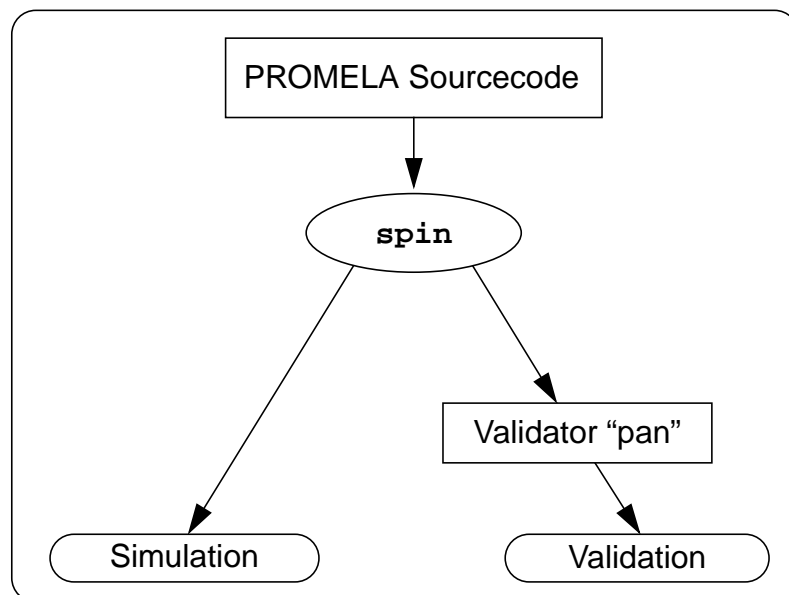 PROMELA Sourcecode
spin
Validator “pan”
Simulation
Validation